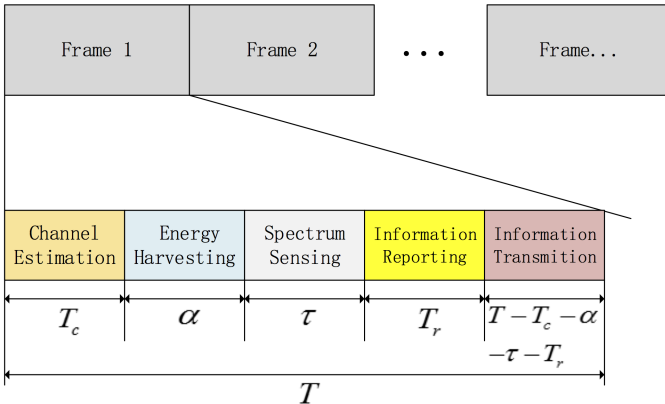 Frame 1
Frame 2
...
Frame...
Channel
Estimation
Energy
Harvesting
Spectrum
Sensing
Information
Reporting
Information
Transmition
T_c
α
τ
T_r
T − T_c − α
− τ − T_r
T